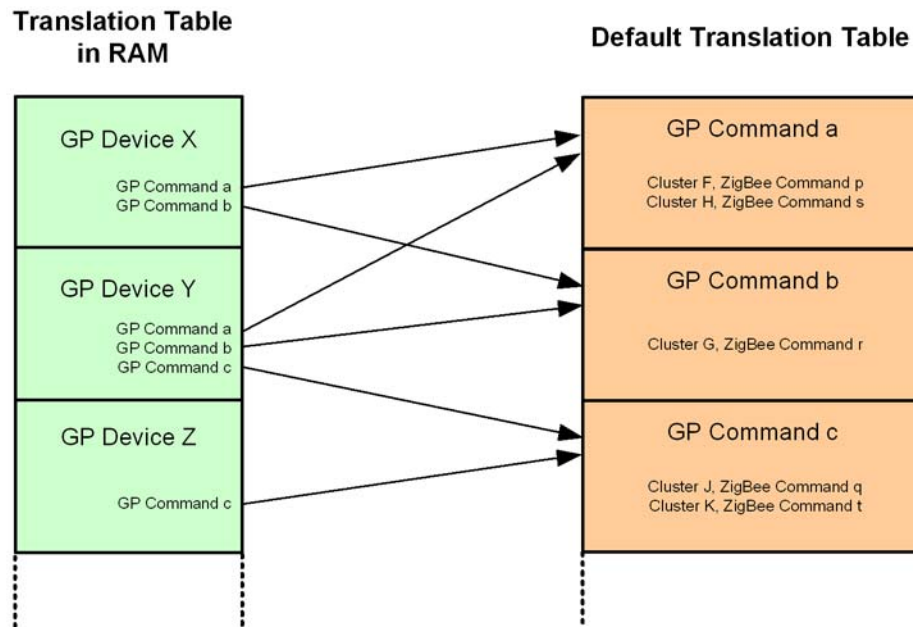 Translation Table
in RAM
Default Translation Table
GP Device X
GP Command a
GP Command b
GP Device Y
GP Command a
GP Command b
GP Command c
GP Device Z
GP Command c
GP Command a
Cluster F, ZigBee Command p
Cluster H, ZigBee Command s
GP Command b
Cluster G, ZigBee Command r
GP Command c
Cluster J, ZigBee Command q
Cluster K, ZigBee Command t